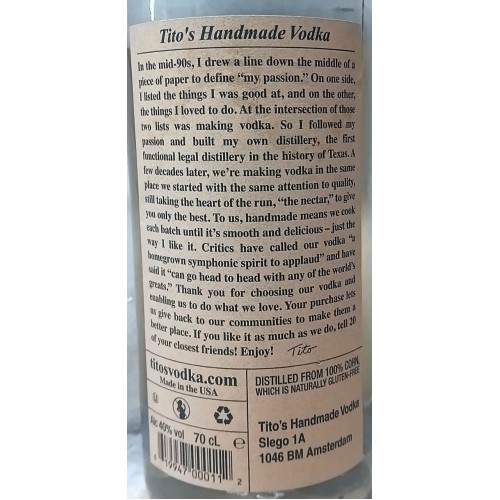 Tito's Handmade Vodka
In the mid-90s, I drew a line down the middle of a
piece of paper to define “my passion.” On one side,
I listed the things I was good at, and on the other,
the things I loved to do. At the intersection of those
two lists was making vodka. So I followed my
passion and built my own distillery, the first
functional legal distillery in the history of Texas. A
few decades later, we're making vodka in the same
place we started with the same attention to quality,
still taking the heart of the run, “the nectar,” to give
you only the best. To us, handmade means we cook
each batch until it's smooth and delicious – just the
way I like it. Critics have called our vodka “a
homegrown symphonic spirit to applaud” and have
said it “can go head to head with any of the world's
greats.” Thank you for choosing our vodka and
enabling us to do what we love. Your purchase lets
us give back to our communities to make them a
better place. If you like it as much as we do, tell 20
of your closest friends! Enjoy! Tito
titosvodka.com
Made in the USA
Alc 40% vol 70 cL e
6 19947 00011 2
DISTILLED FROM 100% CORN,
WHICH IS NATURALLY GLUTEN-FREE
Tito's Handmade Vodka
Slego 1A
1046 BM Amsterdam